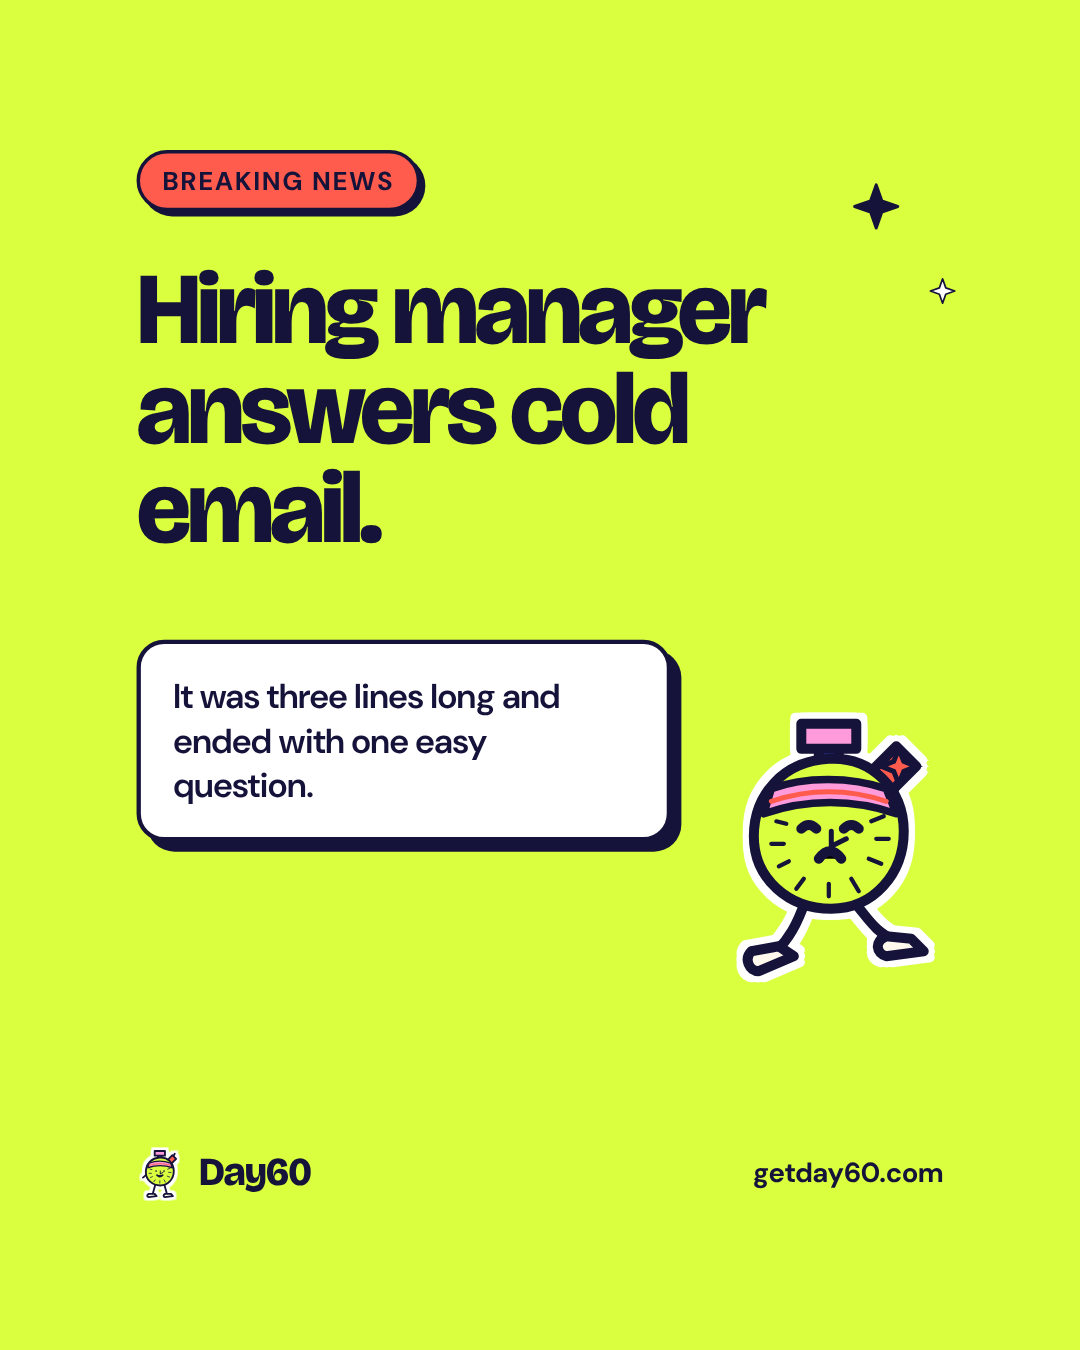 BREAKING NEWS
Hiring manager
answers cold
email.
It was three lines long and
ended with one easy
question.
Day60
getday60.com